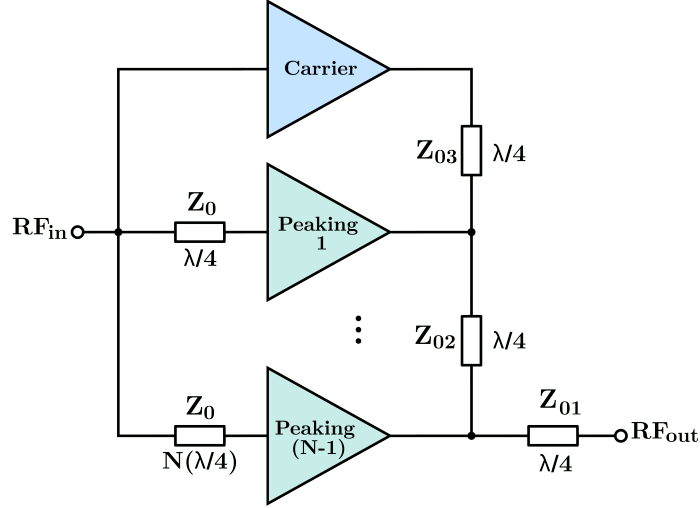 Carrier
Z03 λ/4
Z0
RFin
Peaking
1
λ/4
Z02 λ/4
Z0
Peaking
(N-1)
N(λ/4)
Z01
RFout
λ/4